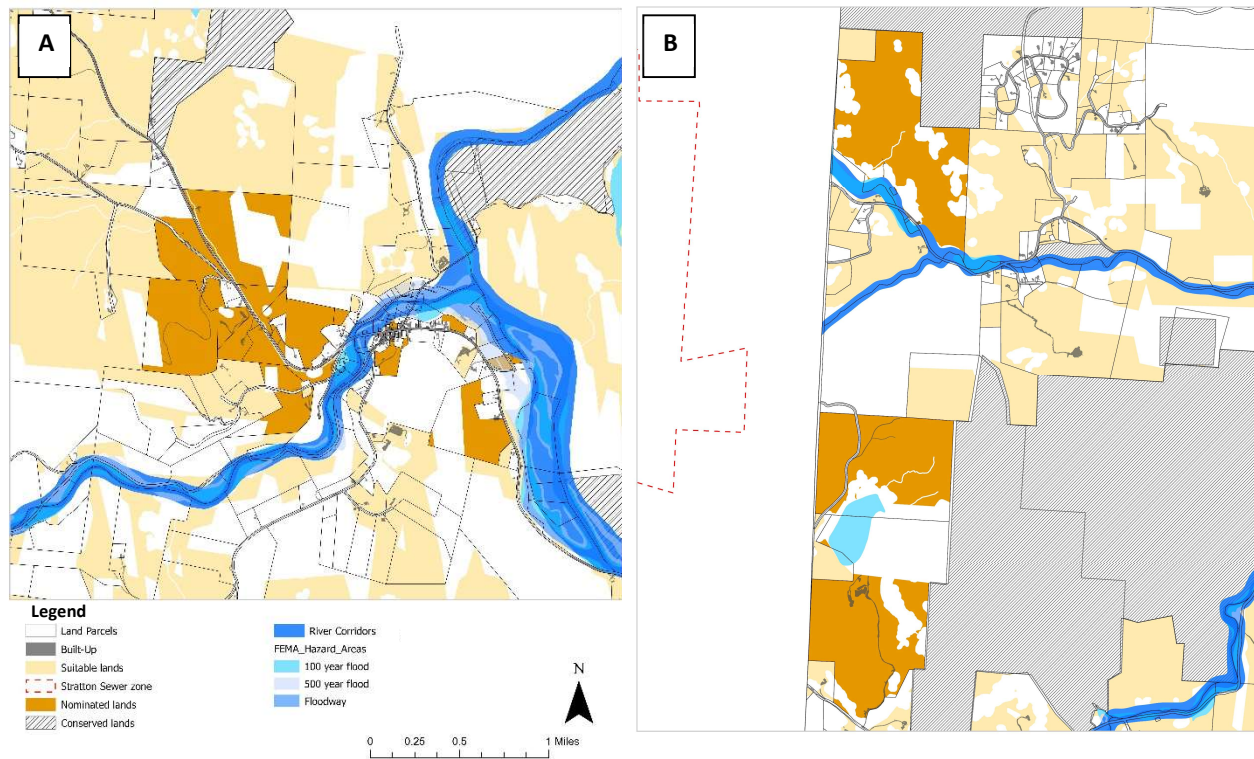 A
B
Legend
Land Parcels
Built-Up
Suitable lands
Stratton Sewer zone
Nominated lands
Conserved lands
River Corridors
FEMA_Hazard_Areas
100 year flood
500 year flood
Floodway
N
0 0.25 0.5 1 Miles